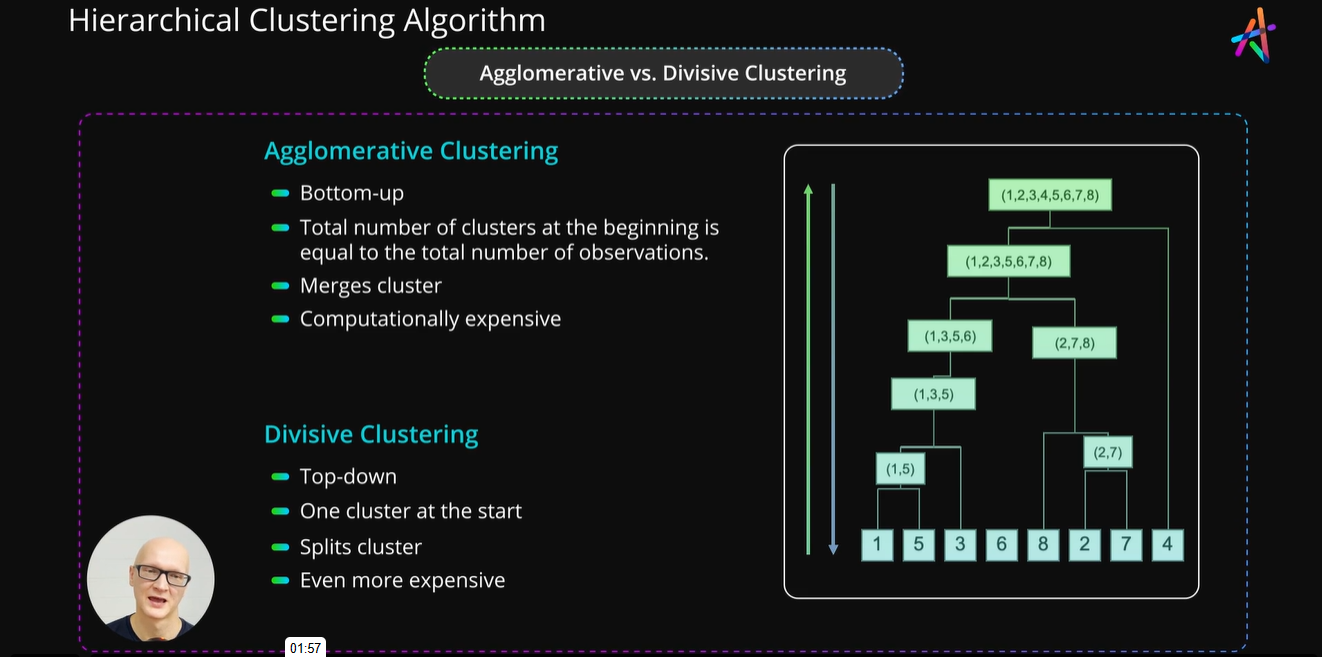 Hierarchical Clustering Algorithm
Agglomerative vs. Divisive Clustering
Agglomerative Clustering
Bottom-up
Total number of clusters at the beginning is
equal to the total number of observations.
Merges cluster
Computationally expensive
Divisive Clustering
Top-down
One cluster at the start
Splits cluster
Even more expensive
(1,2,3,4,5,6,7,8)
(1,2,3,5,6,7,8)
(1,3,5,6)
(2,7,8)
(1,3,5)
(2,7)
(1,5)
1 5 3 6 8 2 7 4
01:57